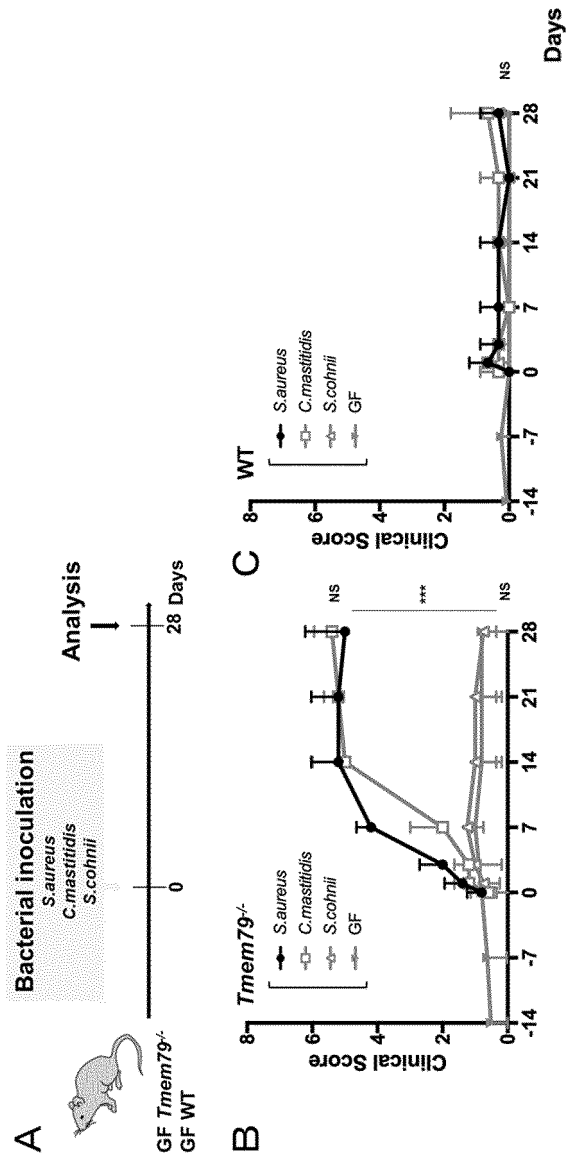 A
Bacterial inoculation
S.aureus
C.mastitidis
S.cohnii
Analysis
0
28 Days
GF Tmem79-/-
GF WT
B
Tmem79-/-
S.aureus
C.mastitidis
S.cohnii
GF
Clinical Score
8
6
4
2
0
-14 -7 0 7 14 21 28
NS
***
NS
C
WT
S.aureus
C.mastitidis
S.cohnii
GF
Clinical Score
8
6
4
2
0
-14 -7 0 7 14 21 28
NS
Days